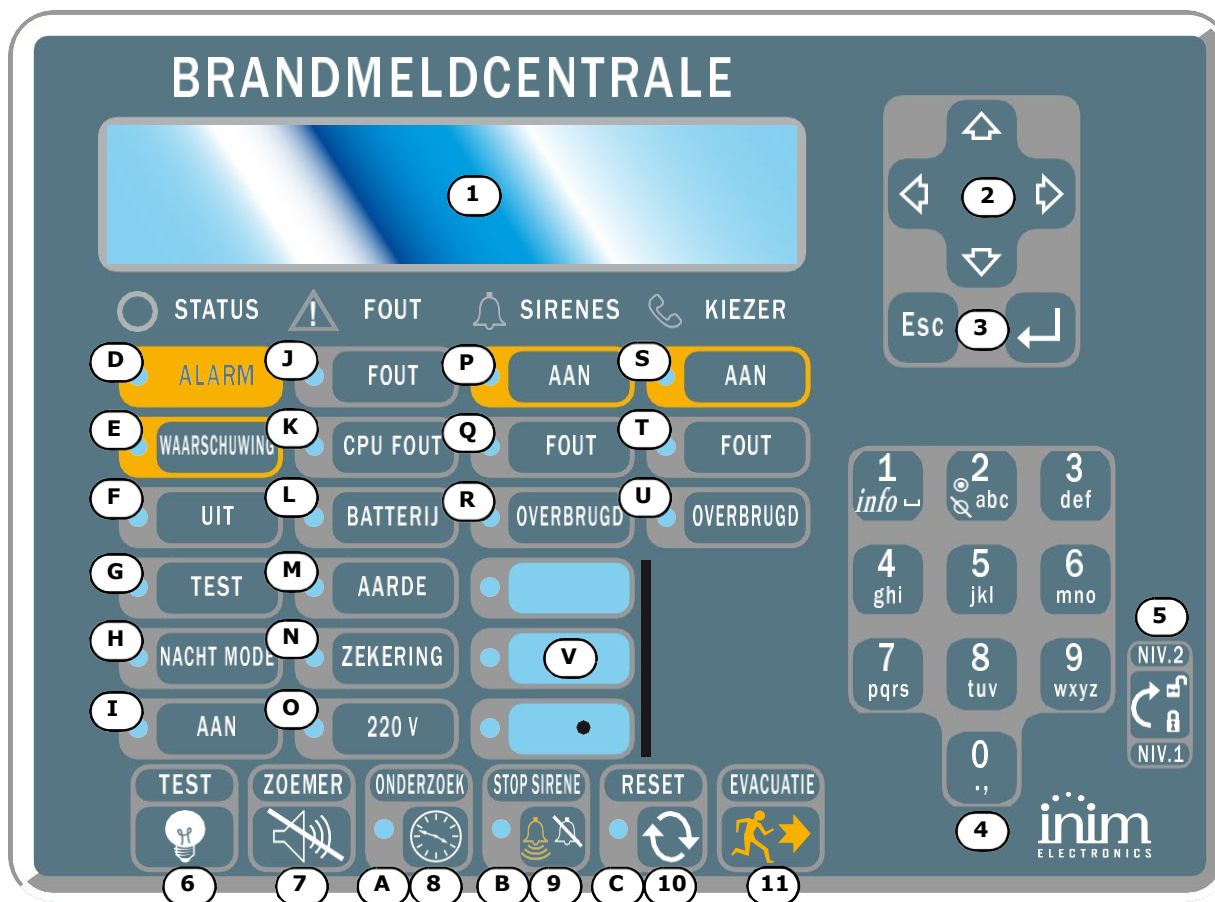 BRANDMELDCENTRALE
1
2
Esc
3
STATUS
FOUT
SIRENES
KIEZER
D
ALARM
J
FOUT
P
AAN
S
AAN
E
WAARSCHUWING
K
CPU FOUT
Q
FOUT
T
FOUT
F
UIT
L
BATTERIJ
R
OVERBRUGD
U
OVERBRUGD
G
TEST
M
AARDE
H
NACHT MODE
N
ZEKERING
V
I
AAN
O
220 V
1
info
2
abc
3
def
4
ghi
5
jkl
6
mno
7
pqrs
8
tuv
9
wxyz
0
.,
4
5
NIV.2
NIV.1
TEST
ZOEMER
ONDERZOEK
STOP SIRENE
RESET
EVACUATIE
6
7
A
8
B
9
C
10
11
inim
ELECTRONICS